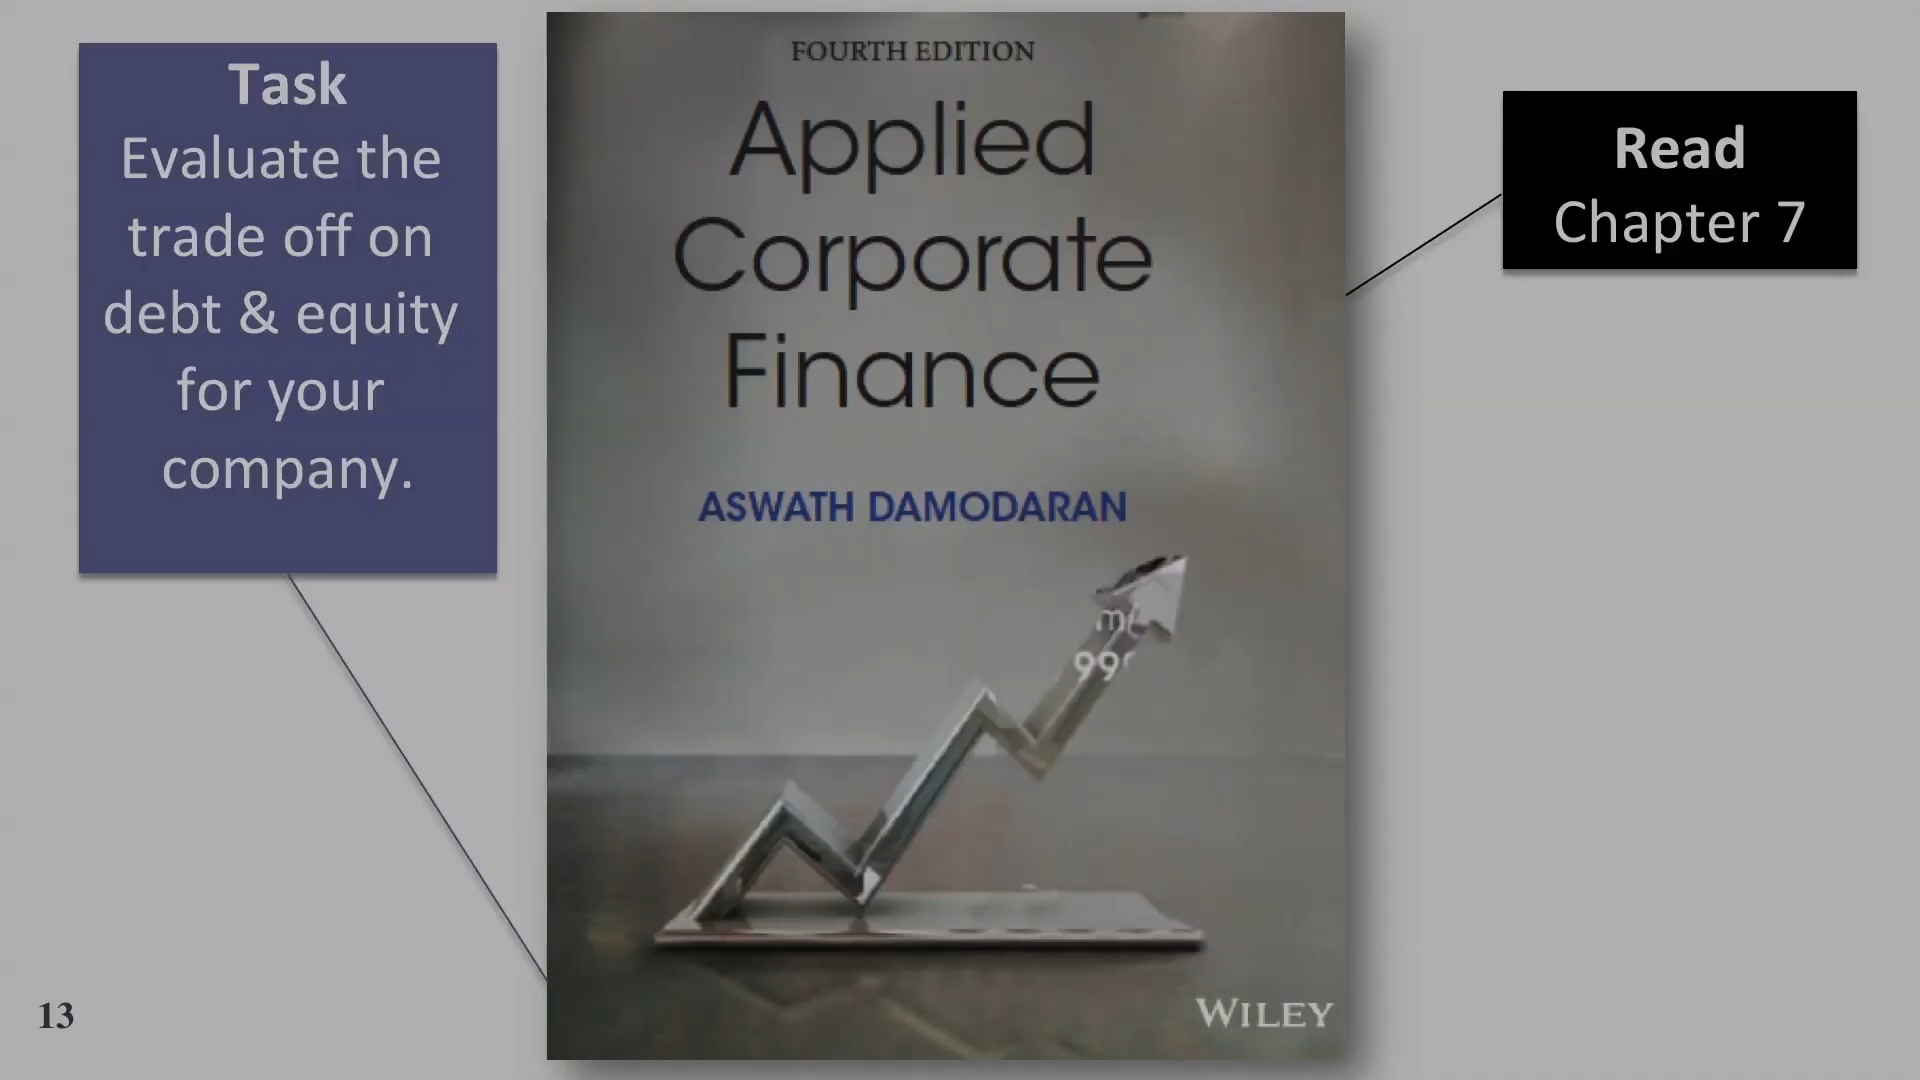 Task
Evaluate the
trade off on
debt & equity
for your
company.
FOURTH EDITION
Applied
Corporate
Finance
ASWATH DAMODARAN
WILEY
Read
Chapter 7
13